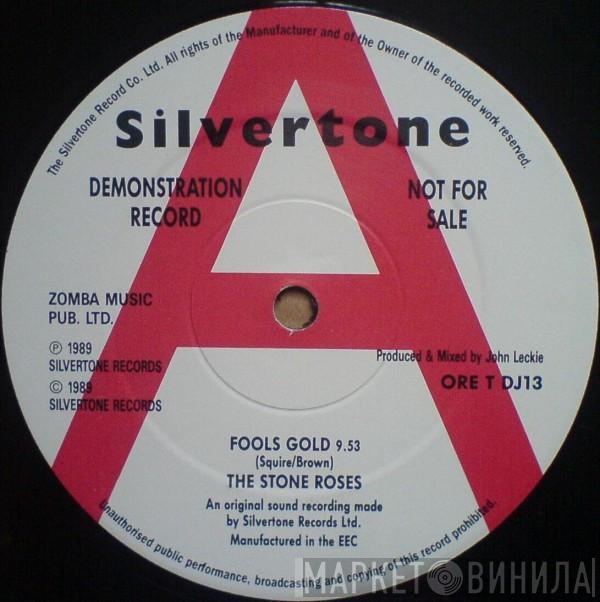 The Silvertone Record Co. Ltd. All rights of the Manufacturer and of the Owner of the recorded work reserved.
Silvertone
DEMONSTRATION
RECORD
NOT FOR
SALE
ZOMBA MUSIC
PUB. LTD.
℗ 1989
SILVERTONE RECORDS
© 1989
SILVERTONE RECORDS
Produced & Mixed by John Leckie
ORE T DJ13
FOOLS GOLD 9.53
(Squire/Brown)
THE STONE ROSES
An original sound recording made
by Silvertone Records Ltd.
Manufactured in the EEC
Unauthorised public performance, broadcasting and copying of this record prohibited.
МАРКЕТ ВИНИЛА